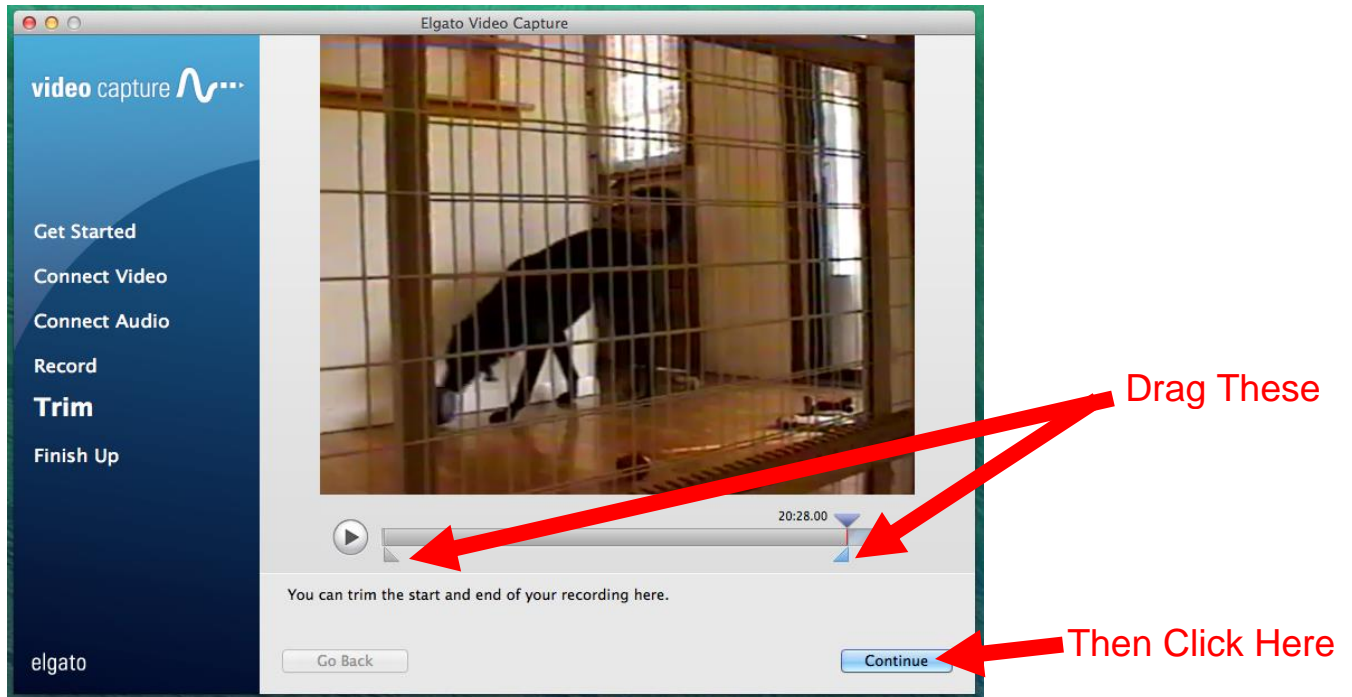 Elgato Video Capture
video capture
Get Started
Connect Video
Connect Audio
Record
Trim
Finish Up
Drag These
20:28.00
You can trim the start and end of your recording here.
elgato
Go Back
Continue
Then Click Here